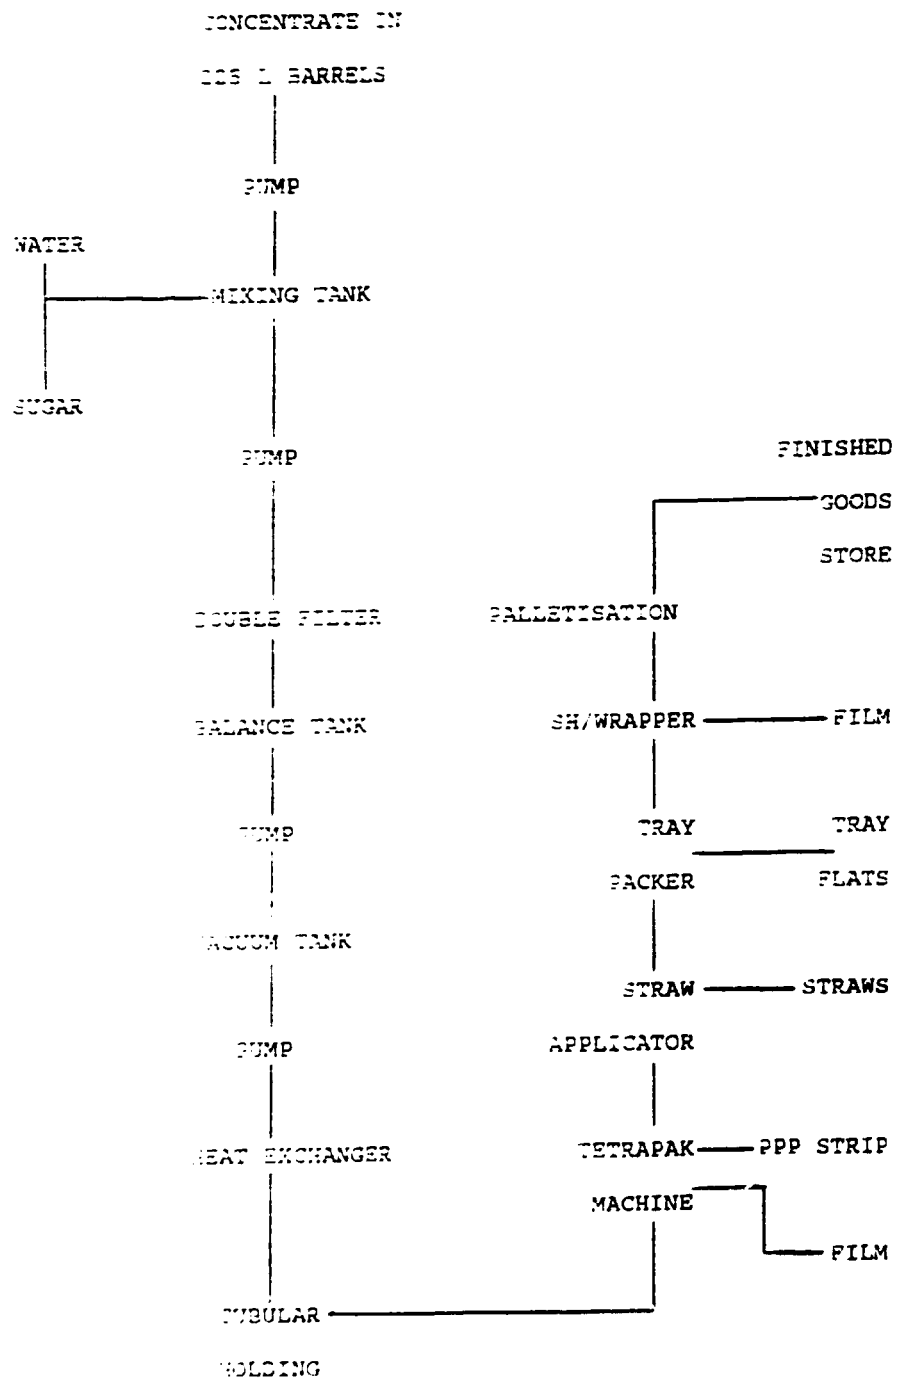 CONCENTRATE IN
L BARRELS
PUMP
WATER
MIXING TANK
SUGAR
PUMP
FINISHED
GOODS
STORE
DOUBLE FILTER
PALLETISATION
BALANCE TANK
SH/WRAPPER
FILM
PUMP
TRAY
TRAY
PACKER
FLATS
VACUUM TANK
STRAW
STRAWS
PUMP
APPLICATOR
HEAT EXCHANGER
TETRAPAK
PPP STRIP
MACHINE
FILM
TUBULAR
HOLDING